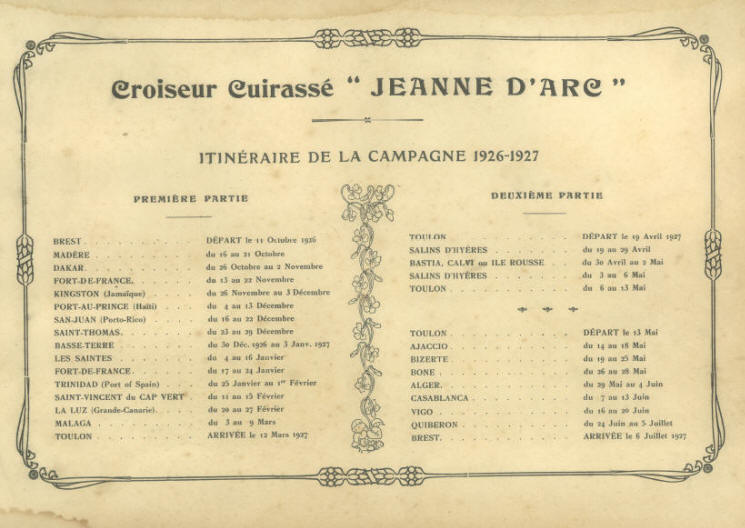 Croiseur Cuirassé " JEANNE D'ARC "
ITINÉRAIRE DE LA CAMPAGNE 1926-1927
PREMIÈRE PARTIE
BREST . . . . . . . . . . DÉPART le 11 Octobre 1926
MADÈRE . . . . . . . . . du 16 au 21 Octobre
DAKAR. . . . . . . . . . du 26 Octobre au 2 Novembre
FORT-DE-FRANCE. . . . . . du 13 au 22 Novembre
KINGSTON (Jamaïque) . . . . du 26 Novembre au 3 Décembre
PORT-AU-PRINCE (Haïti) . . . du 4 au 13 Décembre
SAN-JUAN (Porto-Rico) . . . . du 16 au 22 Décembre
SAINT-THOMAS. . . . . . . du 23 au 29 Décembre
BASSE-TERRE . . . . . . . du 30 Déc. 1926 au 3 Janv. 1927
LES SAINTES . . . . . . . du 4 au 16 Janvier
FORT-DE-FRANCE. . . . . . du 17 au 24 Janvier
TRINIDAD (Port of Spain) . . . du 25 Janvier au 1er Février
SAINT-VINCENT du CAP VERT . du 11 au 15 Février
LA LUZ (Grande-Canarie). . . . du 20 au 27 Février
MALAGA . . . . . . . . . du 3 au 9 Mars
TOULON . . . . . . . . . ARRIVÉE le 12 Mars 1927
DEUXIÈME PARTIE
TOULON . . . . . . . . . DÉPART le 19 Avril 1927
SALINS D'HYÈRES . . . . . . du 19 au 29 Avril
BASTIA, CALVI ou ILE ROUSSE . du 30 Avril au 2 Mai
SALINS D'HYÈRES . . . . . . du 3 au 6 Mai
TOULON . . . . . . . . . du 6 au 13 Mai
TOULON . . . . . . . . . DÉPART le 13 Mai
AJACCIO . . . . . . . . . du 14 au 18 Mai
BIZERTE . . . . . . . . . du 19 au 25 Mai
BONE . . . . . . . . . . du 26 au 28 Mai
ALGER. . . . . . . . . . du 29 Mai au 4 Juin
CASABLANCA. . . . . . . . du 7 au 13 Juin
VIGO . . . . . . . . . . du 16 au 20 Juin
QUIBERON . . . . . . . . du 24 Juin au 5 Juillet
BREST. . . . . . . . . . ARRIVÉE le 6 Juillet 1927